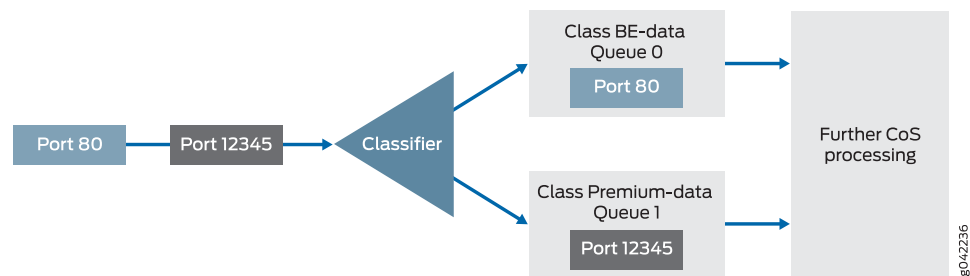 Port 80
Port 12345
Classifier
Class BE-data
Queue 0
Port 80
Class Premium-data
Queue 1
Port 12345
Further CoS
processing
g042236